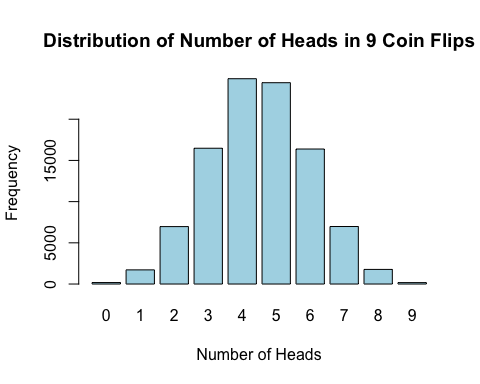 Distribution of Number of Heads in 9 Coin Flips
Frequency
15000
5000
0
0 1 2 3 4 5 6 7 8 9
Number of Heads